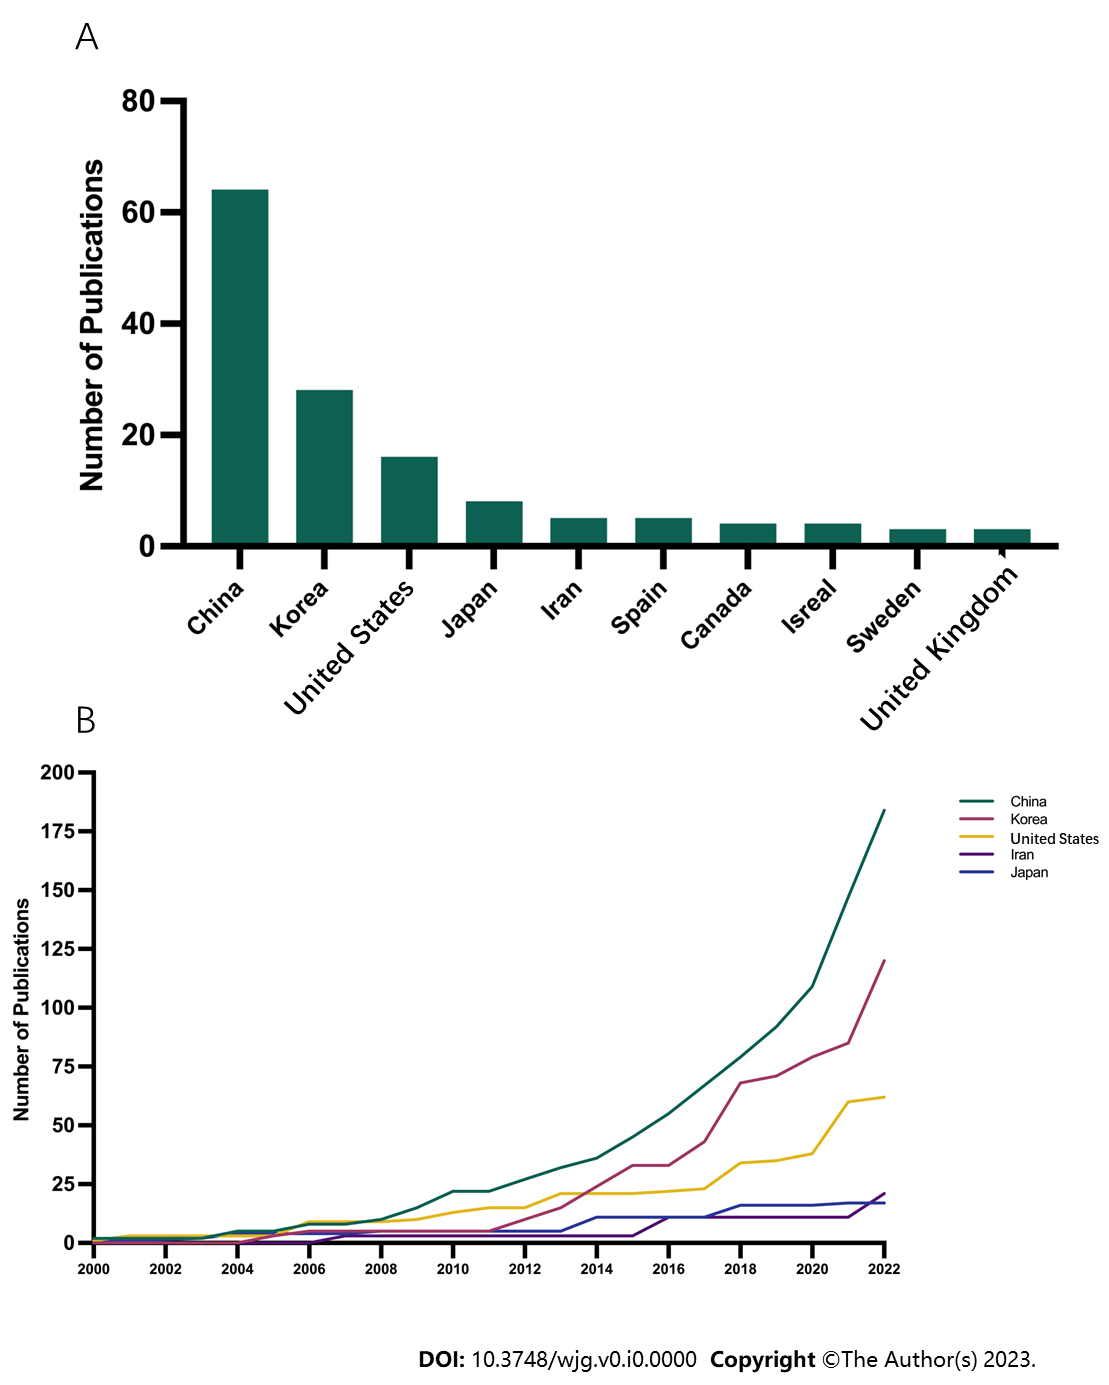 A
Number of Publications
80
60
40
20
0
China
Korea
United States
Japan
Iran
Spain
Canada
Isreal
Sweden
United Kingdom
B
Number of Publications
200
175
150
125
100
75
50
25
0
2000 2002 2004 2006 2008 2010 2012 2014 2016 2018 2020 2022
China
Korea
United States
Iran
Japan
DOI: 10.3748/wjg.v0.i0.0000 Copyright ©The Author(s) 2023.